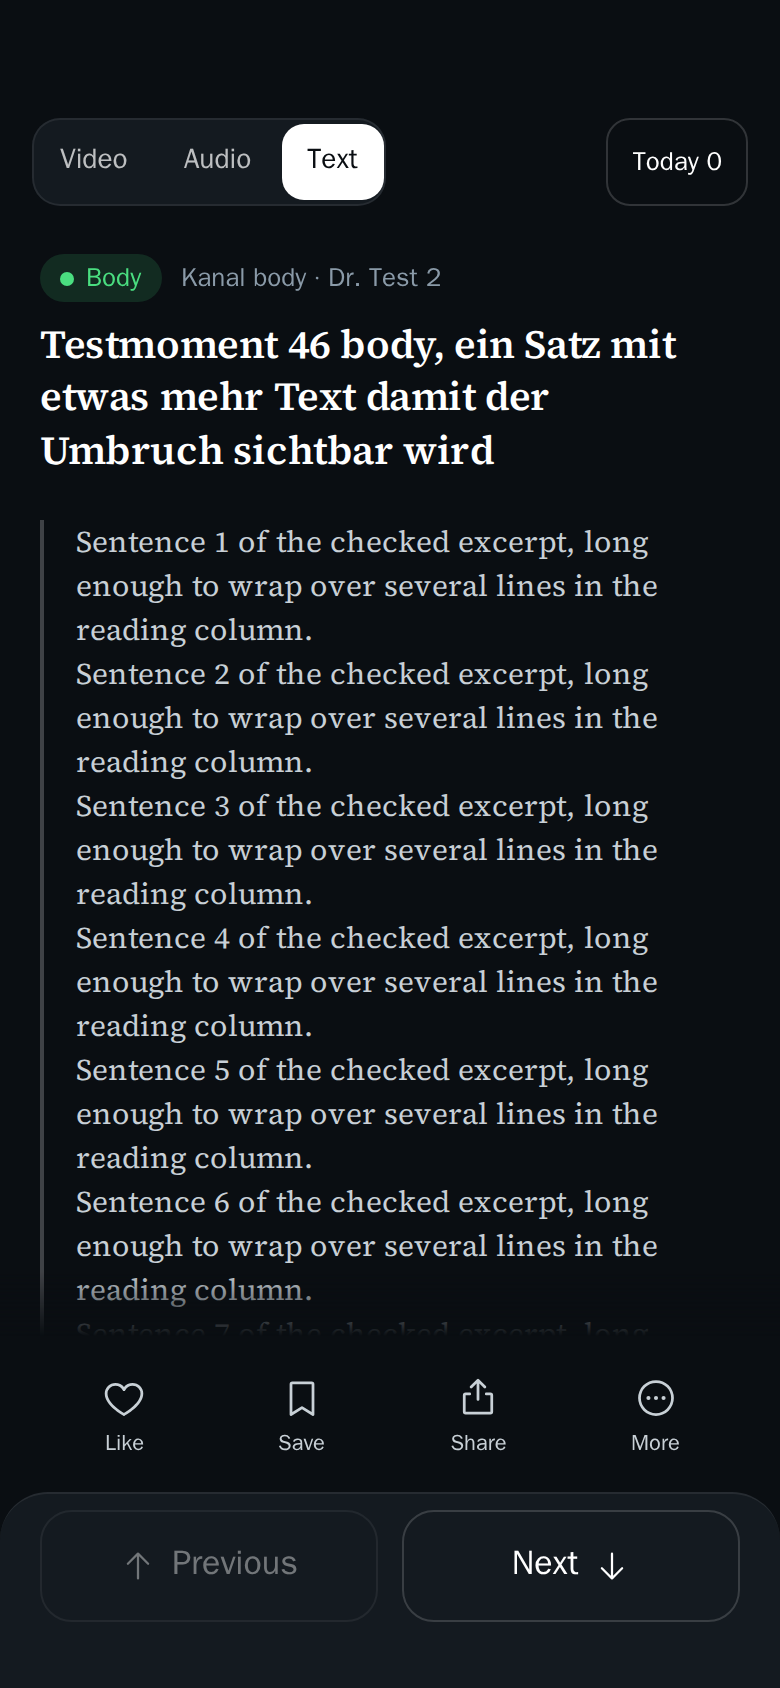 Video Audio Text Today 0
Body Kanal body · Dr. Test 2
Testmoment 46 body, ein Satz mit
etwas mehr Text damit der
Umbruch sichtbar wird
Sentence 1 of the checked excerpt, long
enough to wrap over several lines in the
reading column.
Sentence 2 of the checked excerpt, long
enough to wrap over several lines in the
reading column.
Sentence 3 of the checked excerpt, long
enough to wrap over several lines in the
reading column.
Sentence 4 of the checked excerpt, long
enough to wrap over several lines in the
reading column.
Sentence 5 of the checked excerpt, long
enough to wrap over several lines in the
reading column.
Sentence 6 of the checked excerpt, long
enough to wrap over several lines in the
reading column.
Sentence 7 of the checked excerpt, long
Like Save Share More
Previous Next